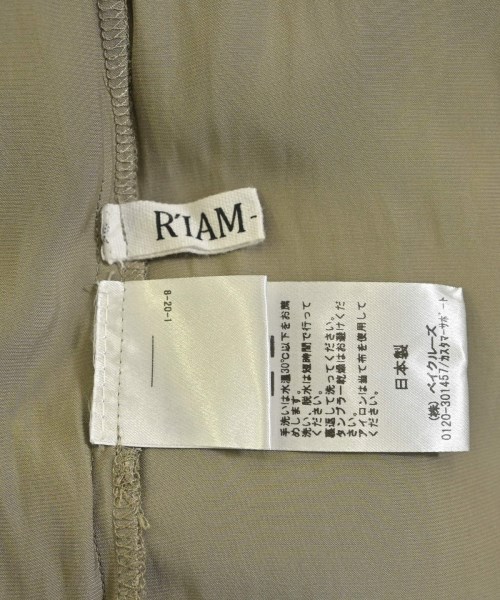 R'IAM-
8-20-1
手洗いは水温30℃以下をお薦
めします。
洗い、脱水は短時間で行って
ください。
裏返して洗ってください。
タンブラー乾燥はお避けくだ
さい。
アイロンは当て布を使用して
ください。
日本製
(株) ベイクルーズ
0120-301457/カスタマーサポート